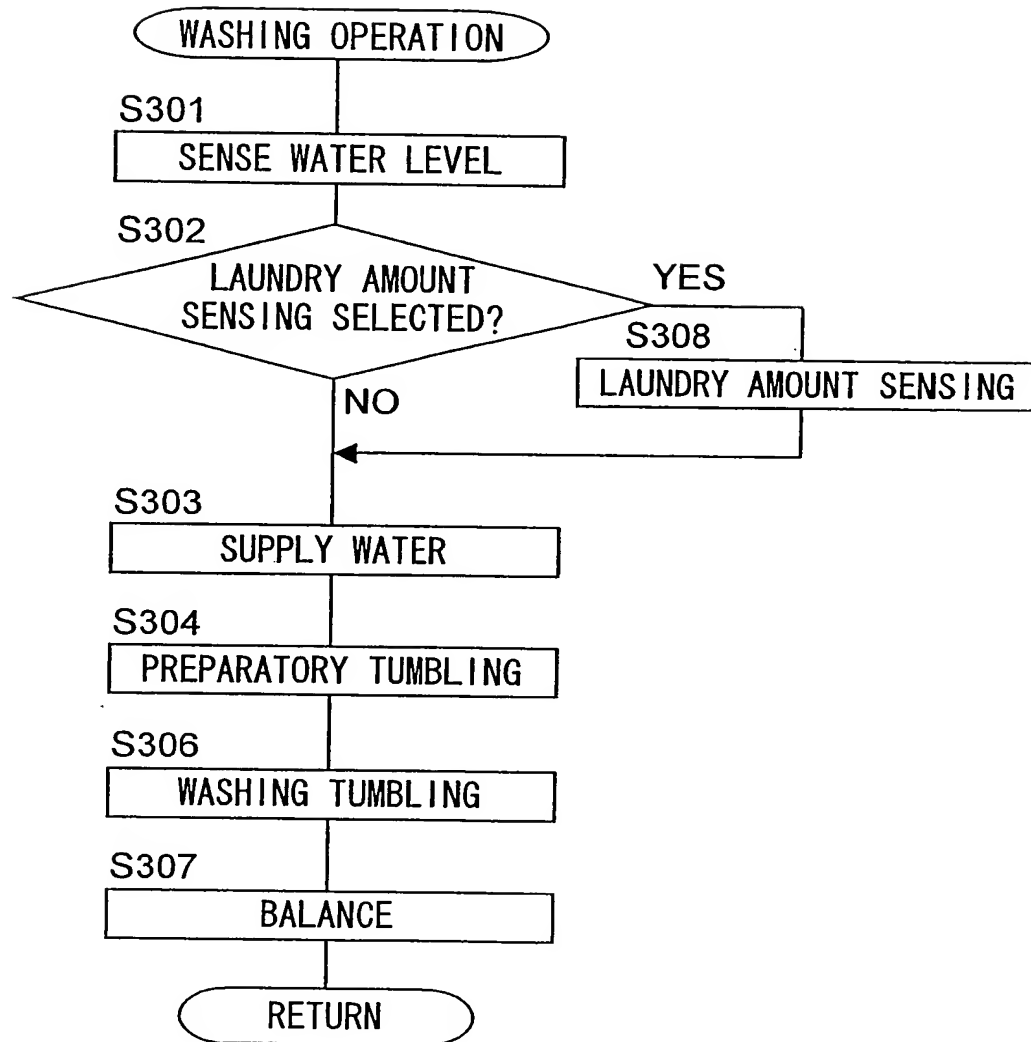 WASHING OPERATION
S301
SENSE WATER LEVEL
S302
LAUNDRY AMOUNT
SENSING SELECTED?
YES
S308
LAUNDRY AMOUNT SENSING
NO
S303
SUPPLY WATER
S304
PREPARATORY TUMBLING
S306
WASHING TUMBLING
S307
BALANCE
RETURN